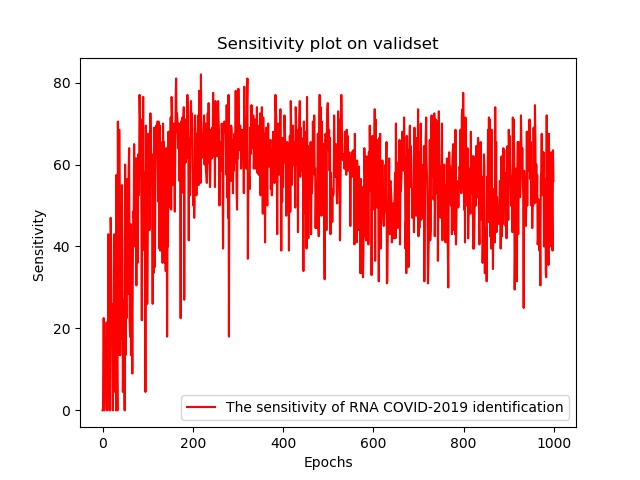 Sensitivity plot on validset
80
60
40
20
0
Sensitivity
The sensitivity of RNA COVID-2019 identification
0 200 400 600 800 1000
Epochs